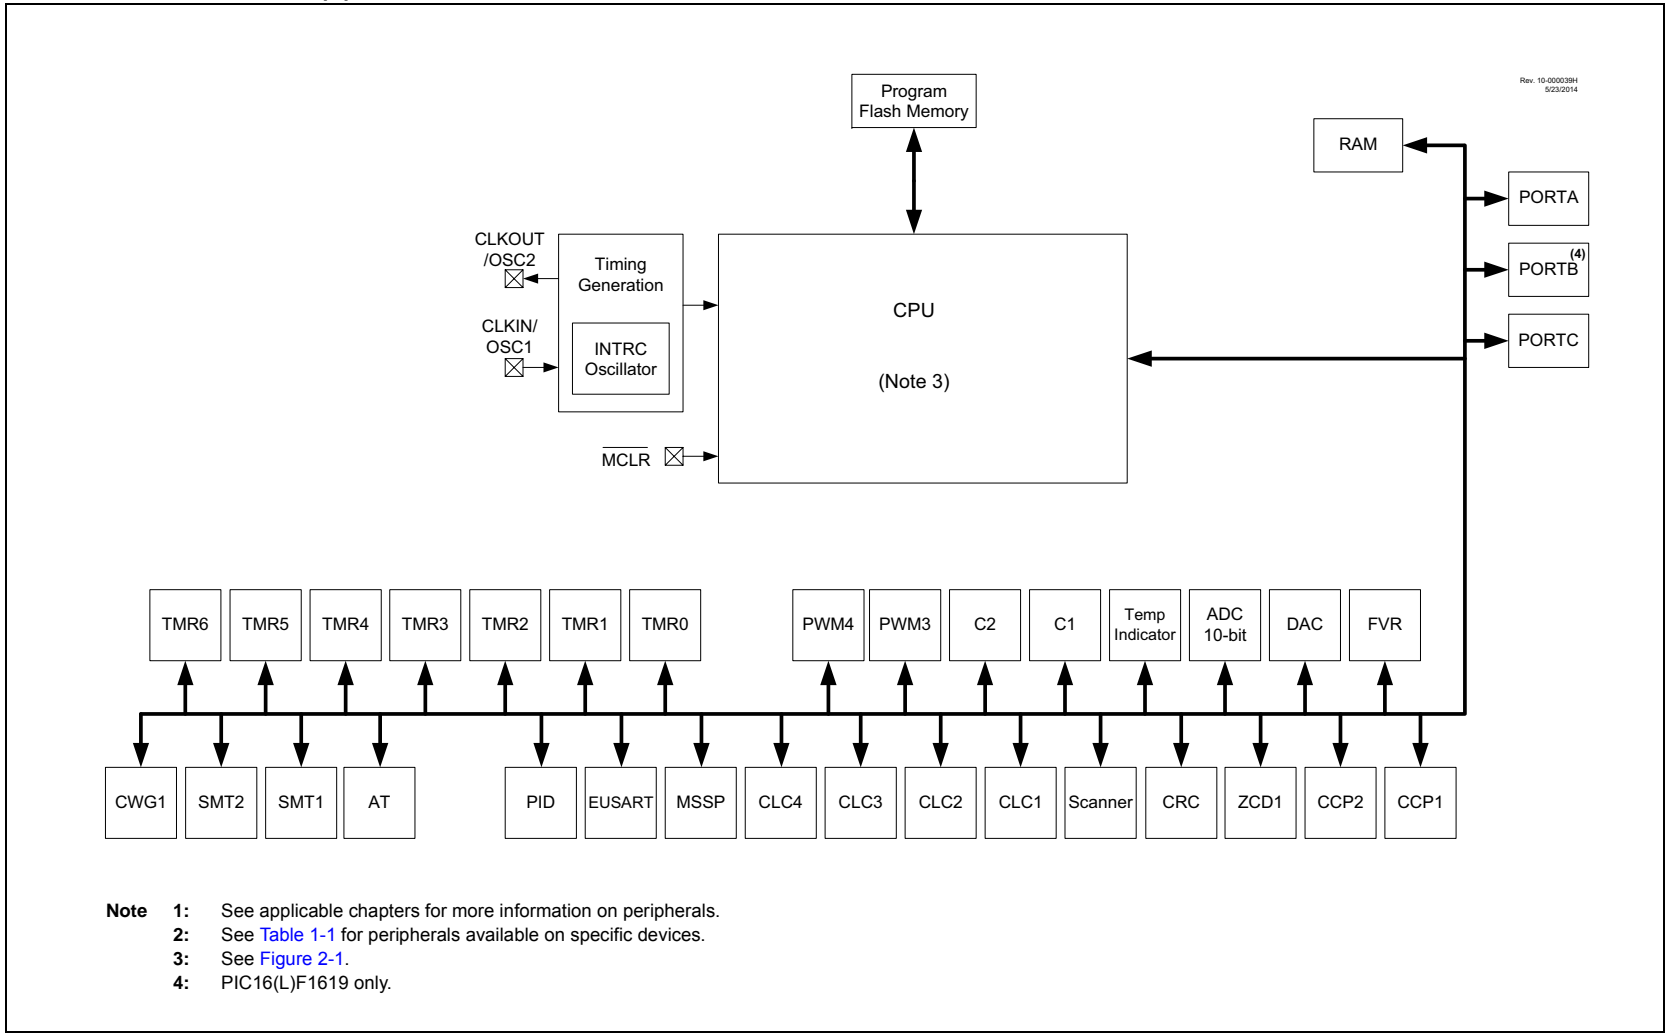 Rev. 10-000039H
5/23/2014
Program
Flash Memory
RAM
PORTA
PORTB (4)
PORTC
CLKOUT
/OSC2
Timing
Generation
CLKIN/
OSC1
INTRC
Oscillator
MCLR
CPU
(Note 3)
TMR6 TMR5 TMR4 TMR3 TMR2 TMR1 TMR0 PWM4 PWM3 C2 C1
Temp
Indicator
ADC
10-bit
DAC FVR
CWG1 SMT2 SMT1 AT PID EUSART MSSP CLC4 CLC3 CLC2 CLC1 Scanner CRC ZCD1 CCP2 CCP1
Note 1: See applicable chapters for more information on peripherals.
2: See Table 1-1 for peripherals available on specific devices.
3: See Figure 2-1.
4: PIC16(L)F1619 only.